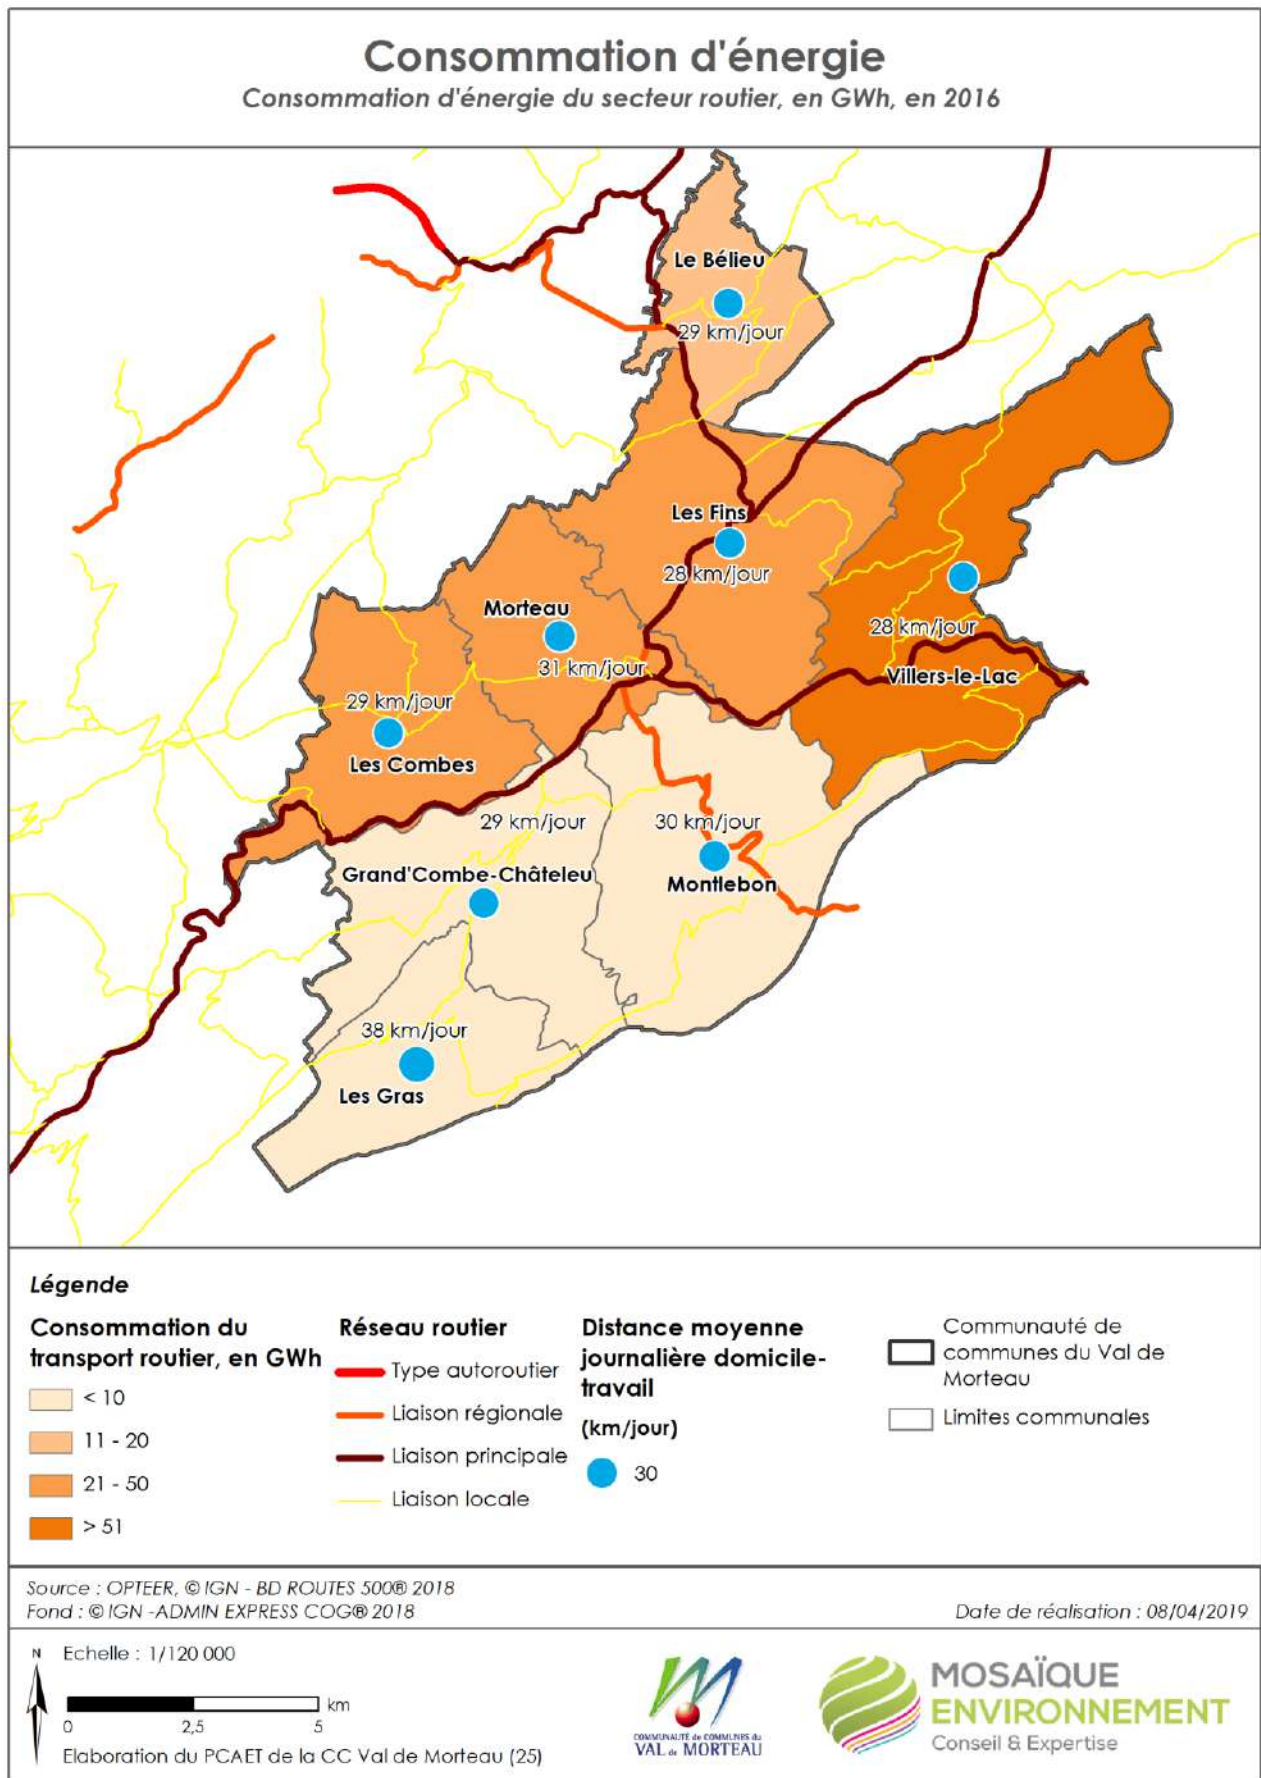 Consommation d'énergie
Consommation d'énergie du secteur routier, en GWh, en 2016
Le Bélieu
29 km/jour
Les Fins
28 km/jour
Morteau
31 km/jour
28 km/jour
Villers-le-Lac
29 km/jour
Les Combes
29 km/jour
Grand'Combe-Châteleu
30 km/jour
Montlebon
38 km/jour
Les Gras
Légende
Consommation du
transport routier, en GWh
< 10
11 - 20
21 - 50
> 51
Réseau routier
Type autoroutier
Liaison régionale
Liaison principale
Liaison locale
Distance moyenne
journalière domicile-
travail
(km/jour)
30
Communauté de
communes du Val de
Morteau
Limites communales
Source : OPTEER, © IGN - BD ROUTES 500® 2018
Fond : © IGN -ADMIN EXPRESS COG® 2018
Date de réalisation : 08/04/2019
N
Echelle : 1/120 000
km
0 2,5 5
Elaboration du PCAET de la CC Val de Morteau (25)
COMMUNAUTÉ de COMMUNES du
VAL de MORTEAU
MOSAÏQUE
ENVIRONNEMENT
Conseil & Expertise